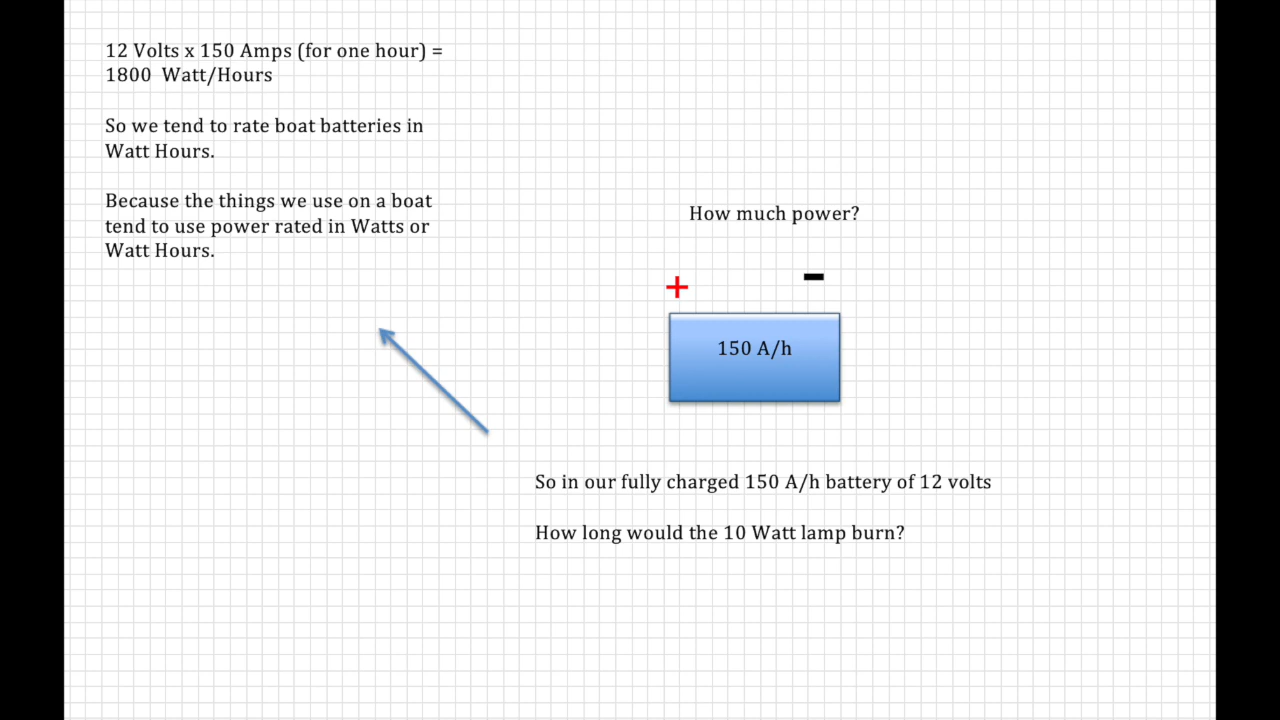 12 Volts x 150 Amps (for one hour) =
1800 Watt/Hours
So we tend to rate boat batteries in
Watt Hours.
Because the things we use on a boat
tend to use power rated in Watts or
Watt Hours.
How much power?
+ -
150 A/h
So in our fully charged 150 A/h battery of 12 volts
How long would the 10 Watt lamp burn?